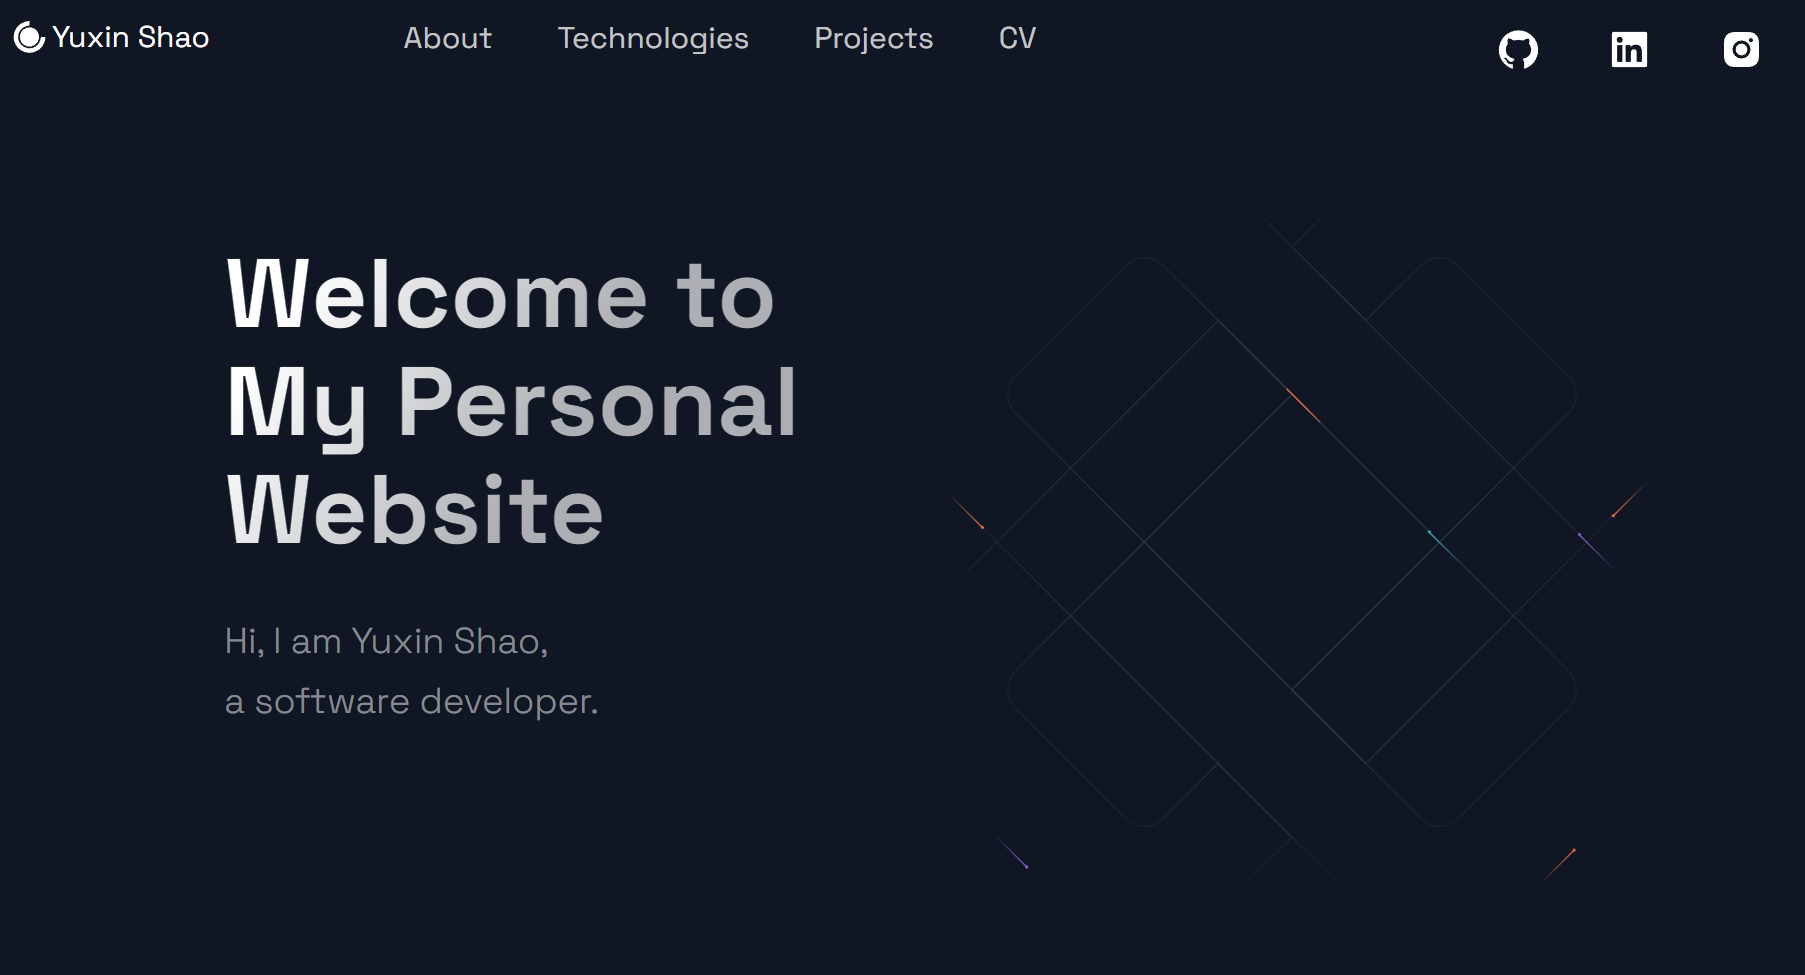 Yuxin Shao
About
Technologies
Projects
CV
Welcome to
My Personal
Website
Hi, I am Yuxin Shao,
a software developer.